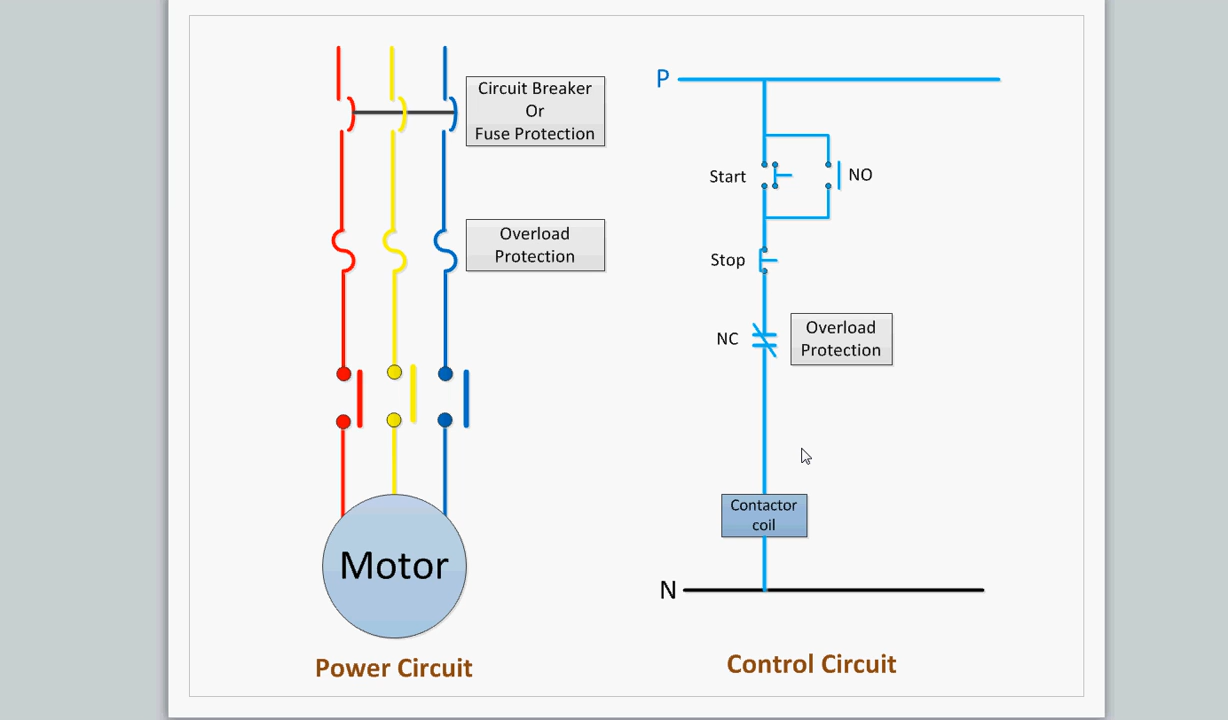 Circuit Breaker
Or
Fuse Protection
Overload
Protection
Motor
Power Circuit
P
Start
NO
Stop
NC
Overload
Protection
Contactor
coil
N
Control Circuit